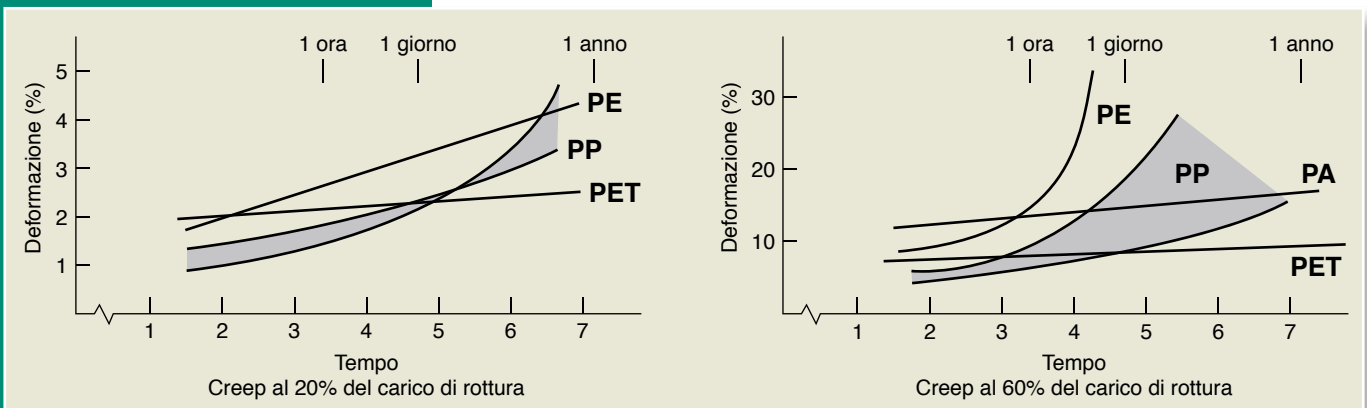 1 ora 1 giorno 1 anno
5
4
3
2
1
Deformazione (%)
PE
PP
PET
1 2 3 4 5 6 7
Tempo
Creep al 20% del carico di rottura
1 ora 1 giorno 1 anno
30
20
10
Deformazione (%)
PE
PP
PA
PET
1 2 3 4 5 6 7
Tempo
Creep al 60% del carico di rottura